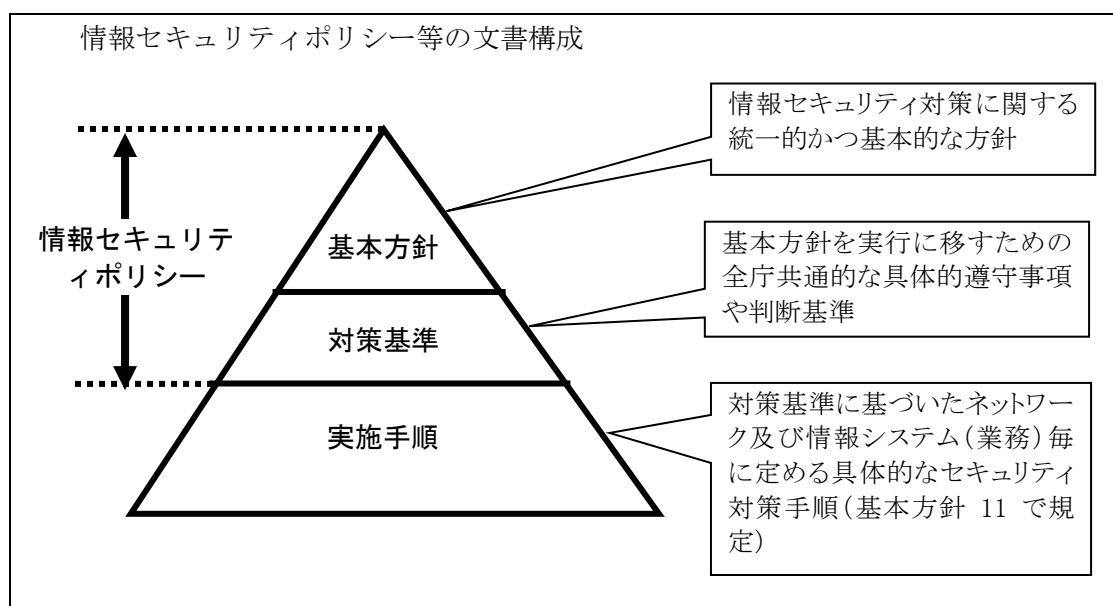 情報セキュリティポリシー等の文書構成
情報セキュリティ対策に関する
統一的かつ基本的な方針
情報セキュリテ
ィポリシー
基本方針
基本方針を実行に移すための
全庁共通的な具体的遵守事項
や判断基準
対策基準
実施手順
対策基準に基づいたネットワー
ク及び情報システム(業務)毎
に定める具体的なセキュリティ
対策手順(基本方針 11 で規
定)